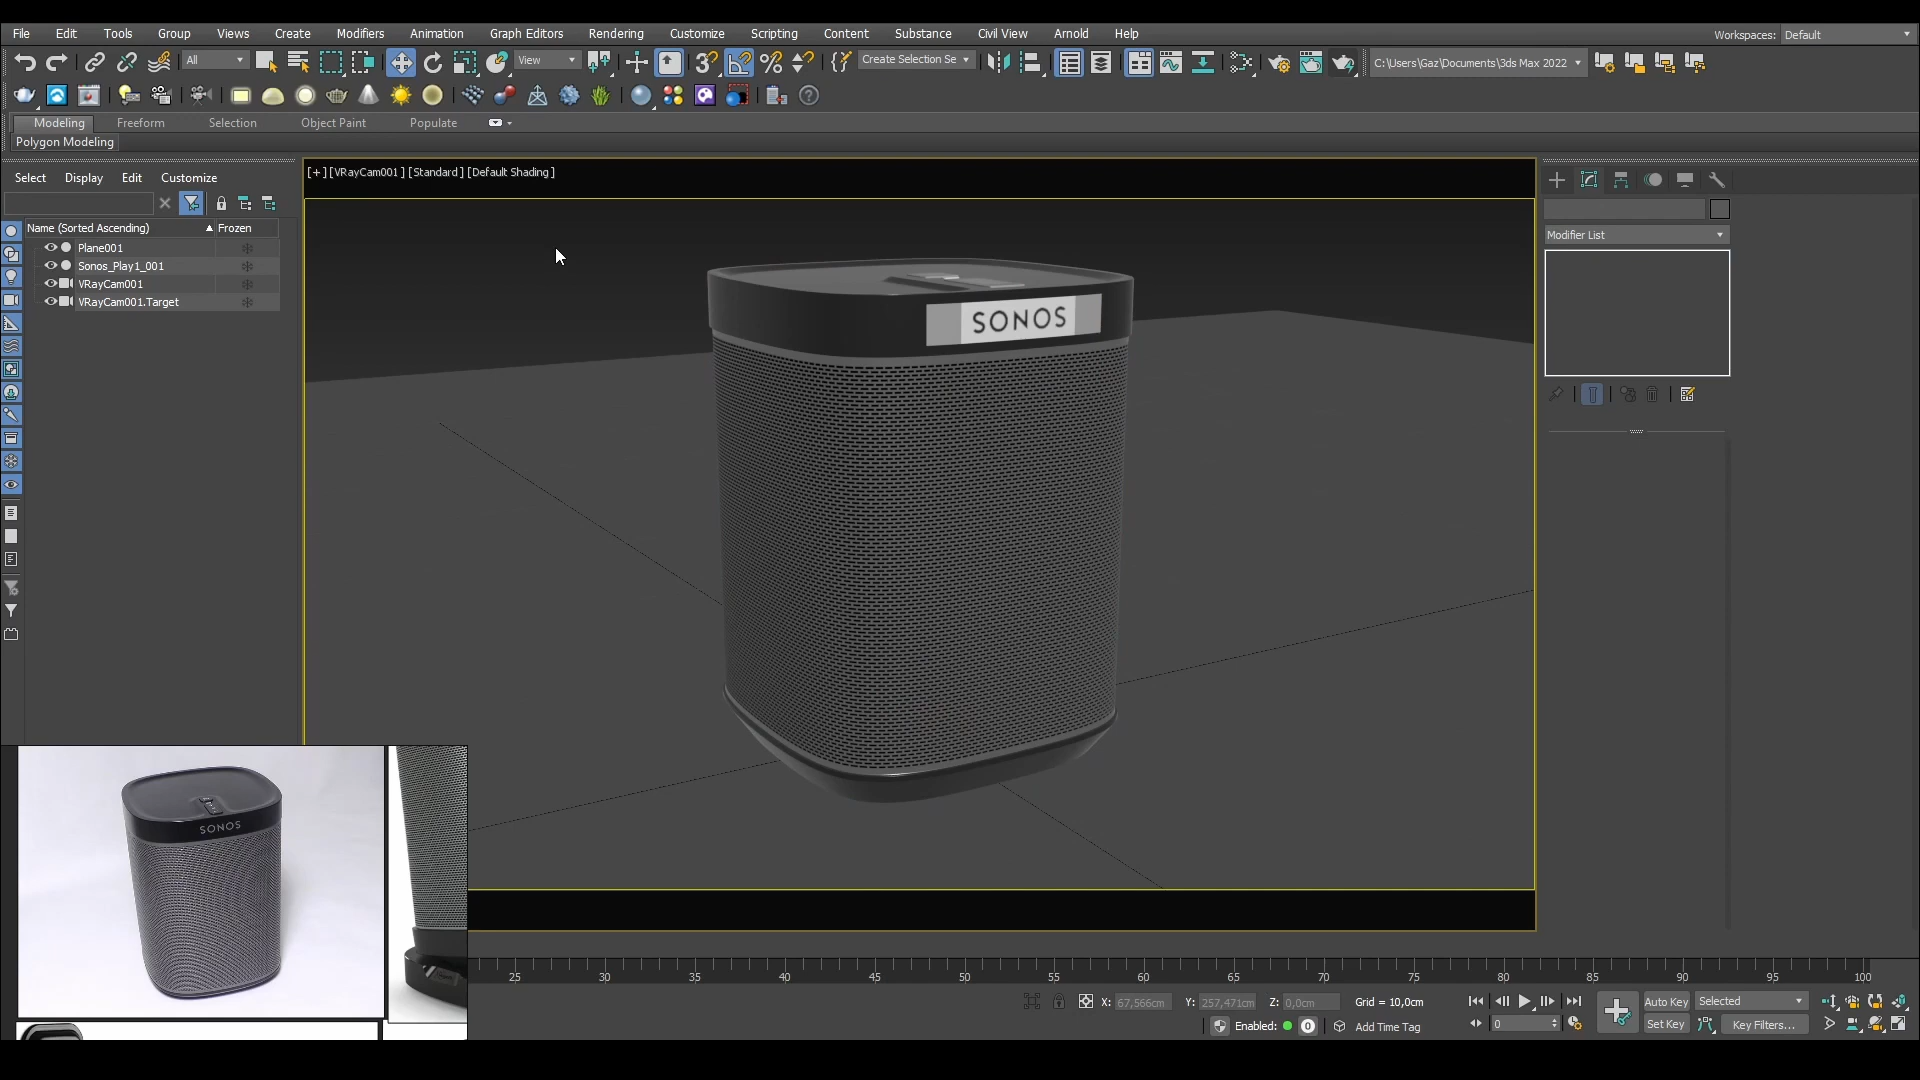 File Edit Tools Group Views Create Modifiers Animation Graph Editors Rendering Customize Scripting Content Substance Civil View Arnold Help
Workspaces: Default
All
View
Create Selection Se
C:\Users\Gaz\Documents\3ds Max 2022
Modeling Freeform Selection Object Paint Populate
Polygon Modeling
Select Display Edit Customize
Name (Sorted Ascending) Frozen
Plane001
Sonos_Play1_001
VRayCam001
VRayCam001.Target
[+] [VRayCam001] [Standard] [Default Shading]
SONOS
Modifier List
SONOS
25 30 35 40 45 50 55 60 65 70 75 80 85 90 95 100
X: 67,566cm Y: 257,471cm Z: 0,0cm Grid = 10,0cm
Enabled: 0 Add Time Tag
0
Auto Key Selected
Set Key Key Filters...